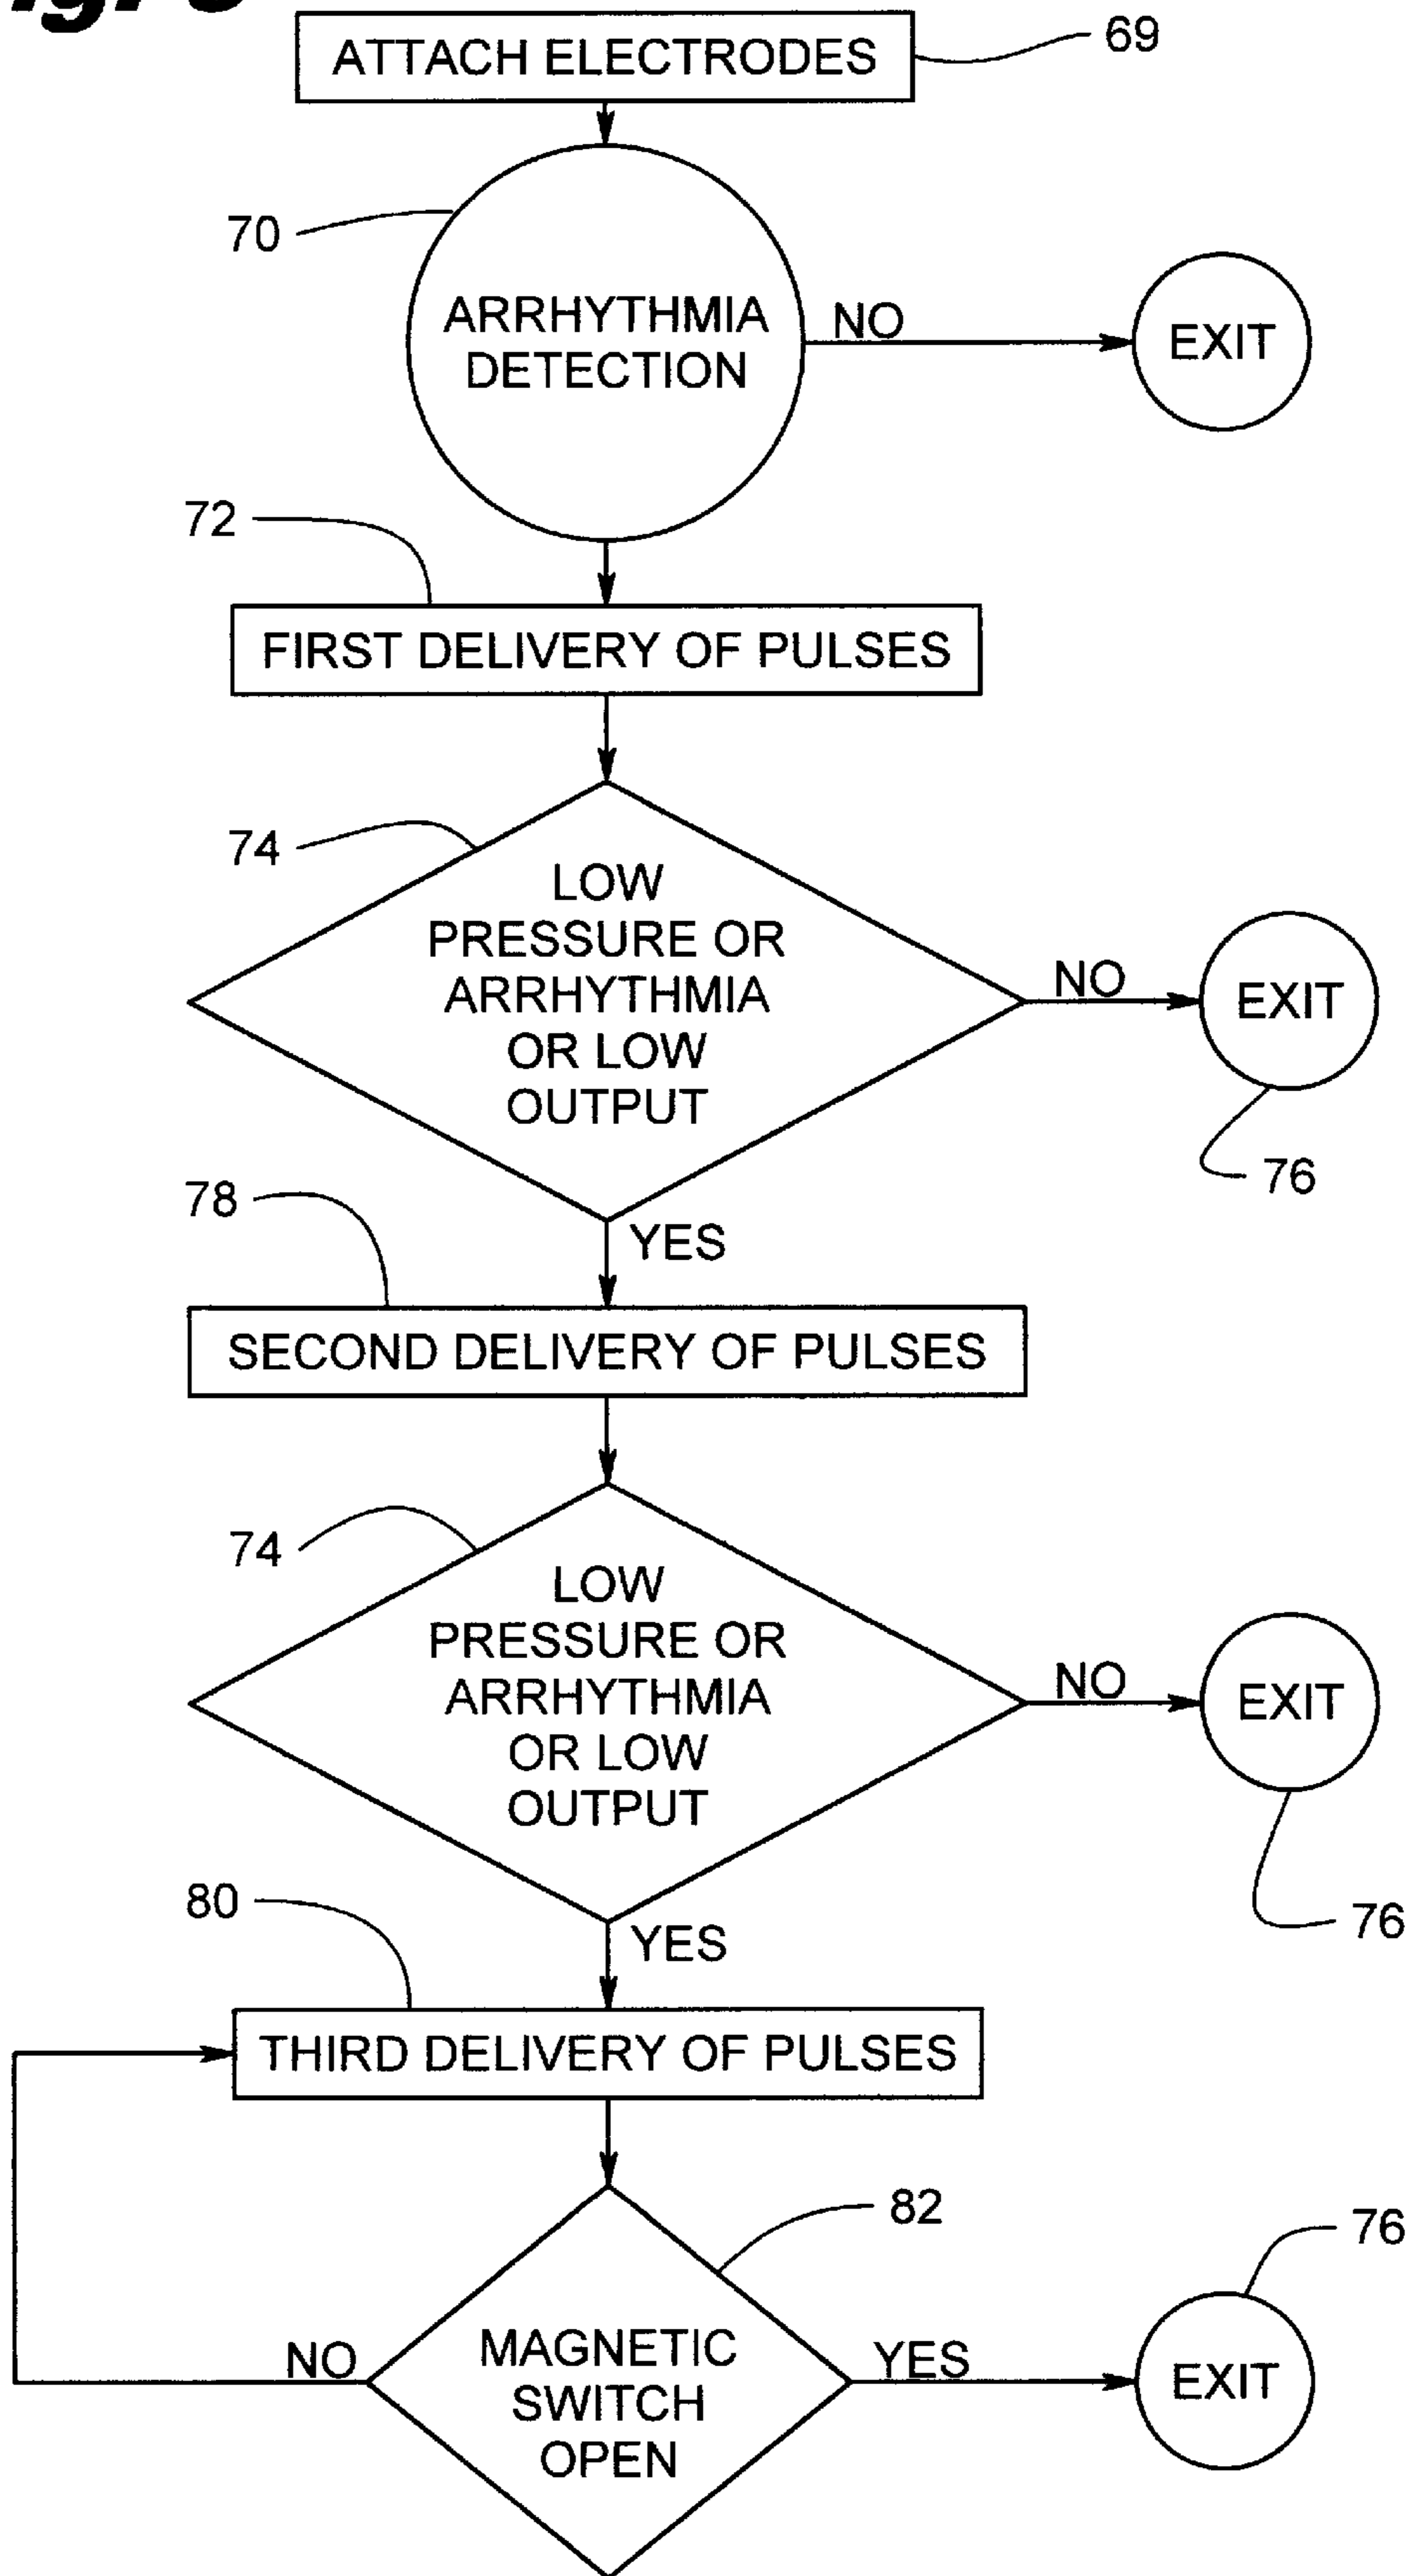 ATTACH ELECTRODES
69
70
ARRHYTHMIA
DETECTION
NO
EXIT
72
FIRST DELIVERY OF PULSES
74
LOW
PRESSURE OR
ARRHYTHMIA
OR LOW
OUTPUT
NO
EXIT
76
78
YES
SECOND DELIVERY OF PULSES
74
LOW
PRESSURE OR
ARRHYTHMIA
OR LOW
OUTPUT
NO
EXIT
76
80
YES
THIRD DELIVERY OF PULSES
82
76
NO
MAGNETIC
SWITCH
OPEN
YES
EXIT